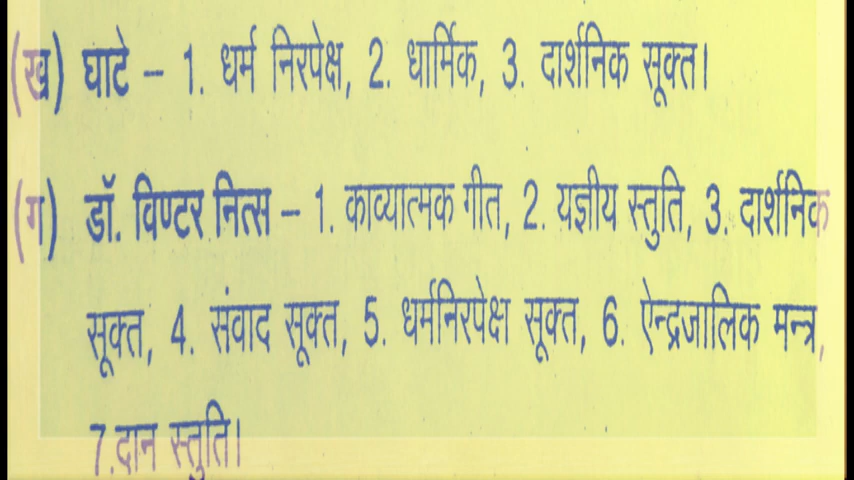 (ख) घाटे – 1. धर्म निरपेक्ष, 2. धार्मिक, 3. दार्शनिक सूक्त।
(ग) डॉ. विण्टर नित्स – 1. काव्यात्मक गीत, 2. यज्ञीय स्तुति, 3. दार्शनिक
सूक्त, 4. संवाद सूक्त, 5. धर्मनिरपेक्ष सूक्त, 6. ऐन्द्रजालिक मन्त्र,
7.दान स्तुति।